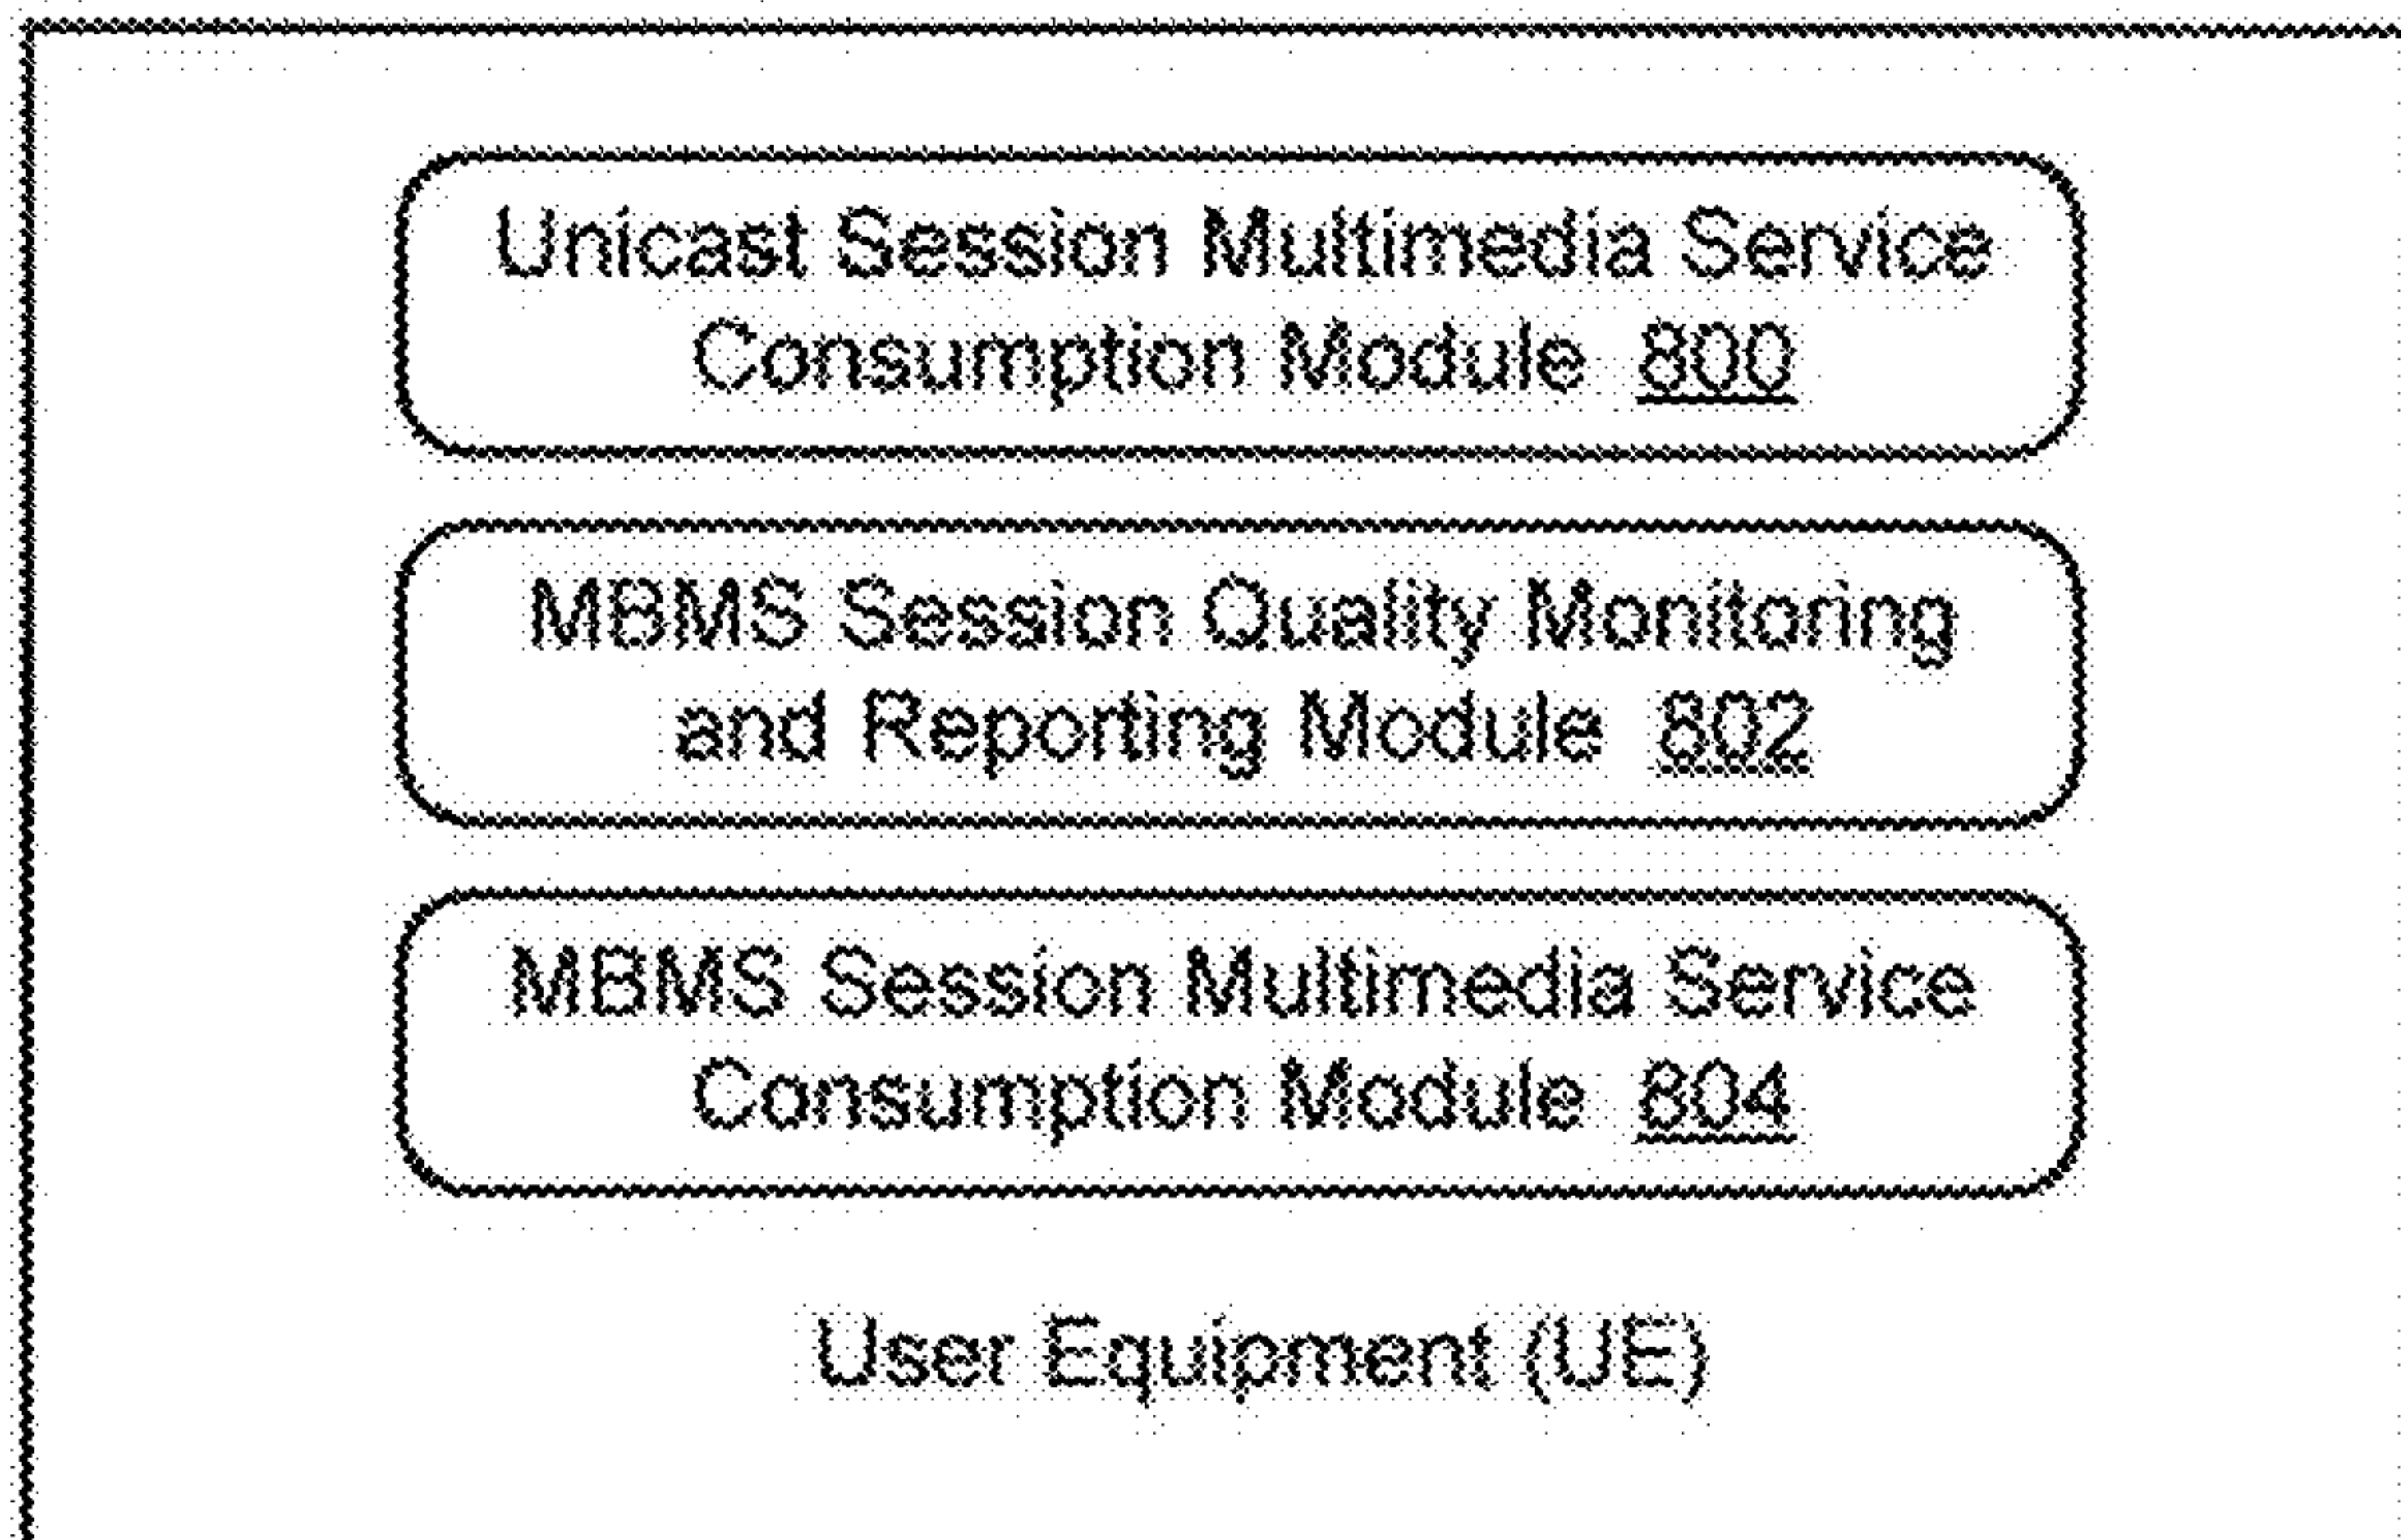 Unicast Session Multimedia Service
Consumption Module 800
MBMS Session Quality Monitoring
and Reporting Module 802
MBMS Session Multimedia Service
Consumption Module 804
User Equipment (UE)